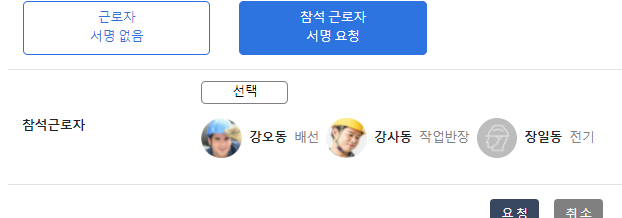 근로자
서명 없음
참석 근로자
서명 요청
선택
참석근로자
강오동 배선 강사동 작업반장 장일동 전기
요청 취소